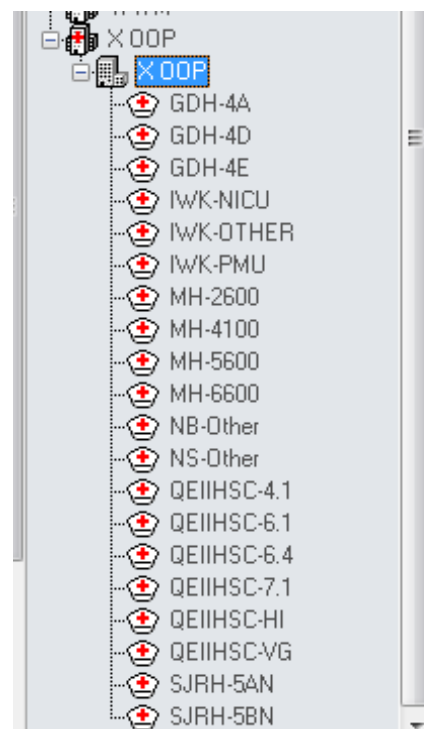 X OOP
X OOP
GDH-4A
GDH-4D
GDH-4E
IWK-NICU
IWK-OTHER
IWK-PMU
MH-2600
MH-4100
MH-5600
MH-6600
NB-Other
NS-Other
QEIIHSC-4.1
QEIIHSC-6.1
QEIIHSC-6.4
QEIIHSC-7.1
QEIIHSC-HI
QEIIHSC-VG
SJRH-5AN
SJRH-5BN